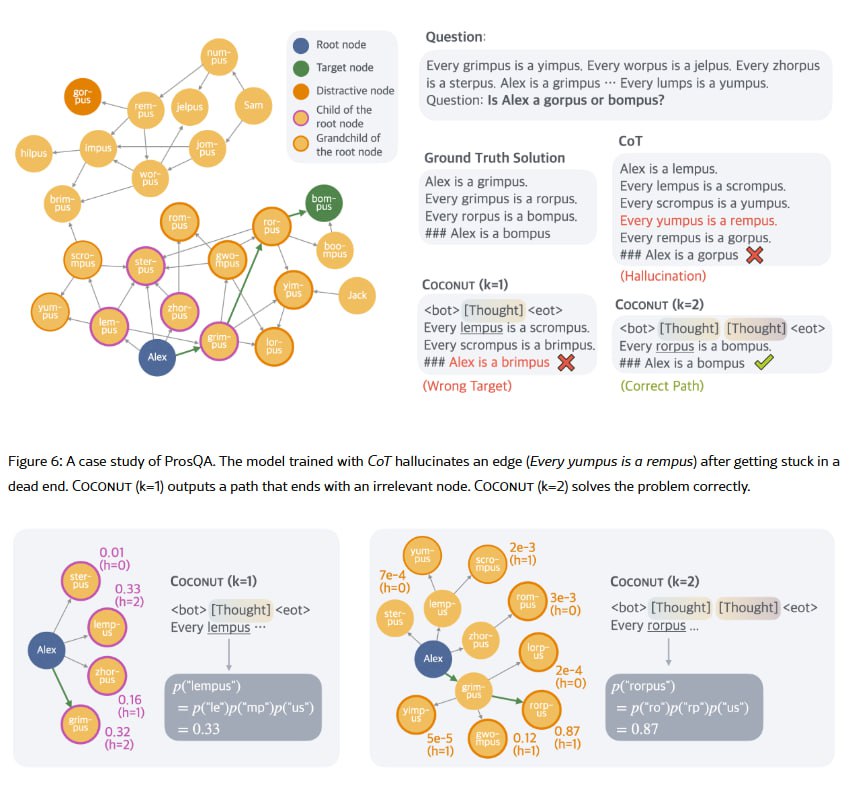 num-
pus
gor-
pus
rem-
pus
jelpus
Sam
hilpus
impus
jom-
pus
wor-
pus
brim-
pus
Root node
Target node
Distractive node
Child of the
root node
Grandchild of
the root node
rom-
pus
ror-
pus
bom-
pus
boo-
mpus
scro-
mpus
ster-
pus
gwo-
mpus
yim-
pus
Jack
yum-
pus
lem-
pus
zhor-
pus
grim-
pus
lor-
pus
Alex
Question:
Every grimpus is a yimpus. Every worpus is a jelpus. Every zhorpus
is a sterpus. Alex is a grimpus ··· Every lumps is a yumpus.
Question: Is Alex a gorpus or bompus?
Ground Truth Solution
Alex is a grimpus.
Every grimpus is a rorpus.
Every rorpus is a bompus.
### Alex is a bompus
CoT
Alex is a lempus.
Every lempus is a scrompus.
Every scrompus is a yumpus.
Every yumpus is a rempus.
Every rempus is a gorpus.
### Alex is a gorpus ❌
(Hallucination)
COCONUT (k=1)
<bot> [Thought] <eot>
Every lempus is a scrompus.
Every scrompus is a brimpus.
### Alex is a brimpus ❌
(Wrong Target)
COCONUT (k=2)
<bot> [Thought] [Thought] <eot>
Every rorpus is a bompus.
### Alex is a bompus ✓
(Correct Path)
Figure 6: A case study of ProsQA. The model trained with CoT hallucinates an edge (Every yumpus is a rempus) after getting stuck in a
dead end. COCONUT (k=1) outputs a path that ends with an irrelevant node. COCONUT (k=2) solves the problem correctly.
0.01
(h=0)
ster-
pus
0.33
(h=2)
lemp-
us
Alex
zhor-
pus
0.16
(h=1)
grim-
pus
0.32
(h=2)
COCONUT (k=1)
<bot> [Thought] <eot>
Every lempus ···
p("lempus")
= p("le")p("mp")p("us")
= 0.33
yum-
pus
7e-4
(h=0)
scro-
mpus
2e-3
(h=1)
ster-
pus
lemp-
us
rom-
pus
3e-3
(h=0)
zhor-
pus
Alex
lorp-
us
2e-4
(h=0)
grim-
pus
yimp-
us
5e-5
(h=1)
gwo-
mpus
0.12
(h=1)
rorp-
us
0.87
(h=1)
COCONUT (k=2)
<bot> [Thought] [Thought] <eot>
Every rorpus ...
p("rorpus")
= p("ro")p("rp")p("us")
= 0.87